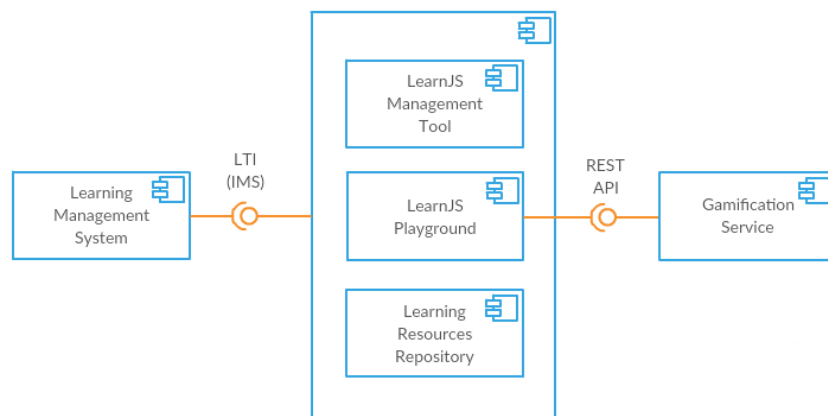 LearnJS
Management
Tool
LTI
(IMS)
REST
API
Learning
Management
System
LearnJS
Playground
Gamification
Service
Learning
Resources
Repository